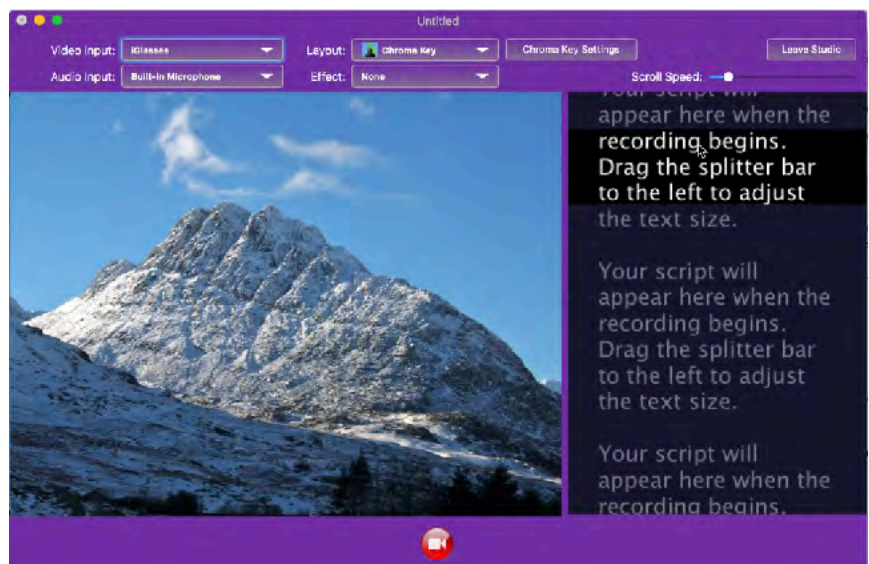 Untitled
Video Input: iGlasses Layout: Chroma Key Chroma Key Settings Leave Studio
Audio Input: Built-in Microphone Effect: None Scroll Speed:
Your script will
appear here when the
recording begins.
Drag the splitter bar
to the left to adjust
the text size.
Your script will
appear here when the
recording begins.
Drag the splitter bar
to the left to adjust
the text size.
Your script will
appear here when the
recording begins.